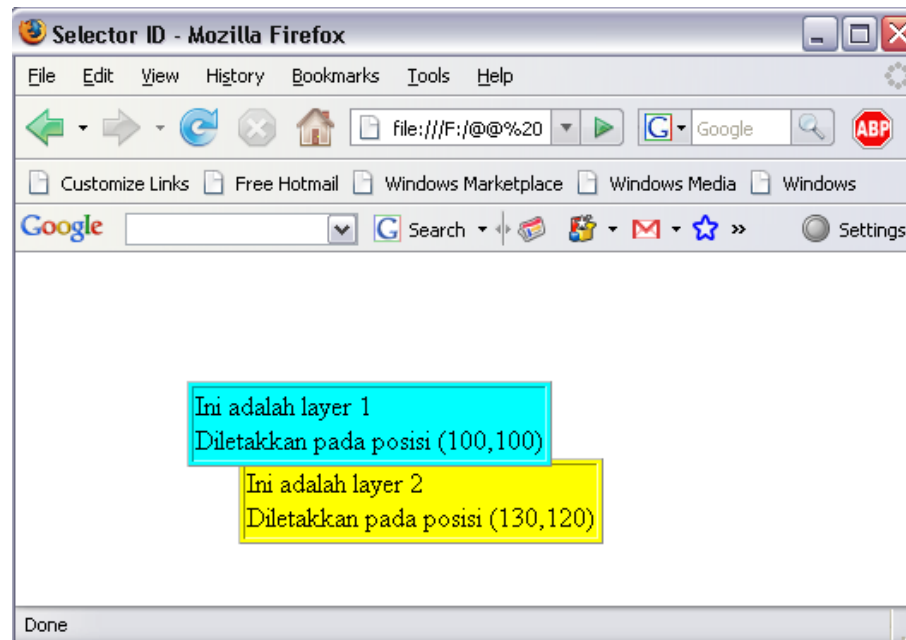 Selector ID - Mozilla Firefox
File Edit View History Bookmarks Tools Help
file:///F:/@@%20 G Google ABP
Customize Links Free Hotmail Windows Marketplace Windows Media Windows
Google G Search » Settings
Ini adalah layer 1
Diletakkan pada posisi (100,100)
Ini adalah layer 2
Diletakkan pada posisi (130,120)
Done